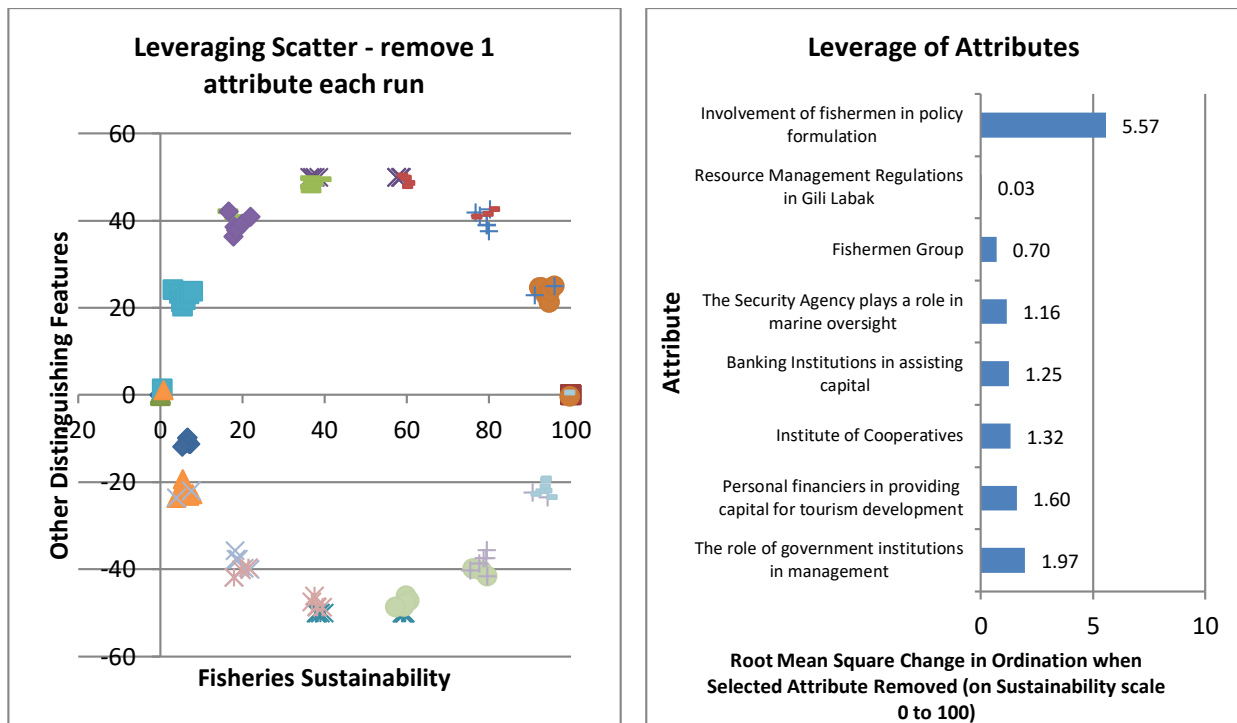 Leveraging Scatter - remove 1
attribute each run
60
40
20
0
-20
-40
-60
20
0
20
40
60
80
100
Other Distinguishing Features
Fisheries Sustainability
Leverage of Attributes
Attribute
Involvement of fishermen in policy
formulation
5.57
Resource Management Regulations
in Gili Labak
0.03
Fishermen Group
0.70
The Security Agency plays a role in
marine oversight
1.16
Banking Institutions in assisting
capital
1.25
Institute of Cooperatives
1.32
Personal financiers in providing
capital for tourism development
1.60
The role of government institutions
in management
1.97
0
5
10
Root Mean Square Change in Ordination when
Selected Attribute Removed (on Sustainability scale
0 to 100)